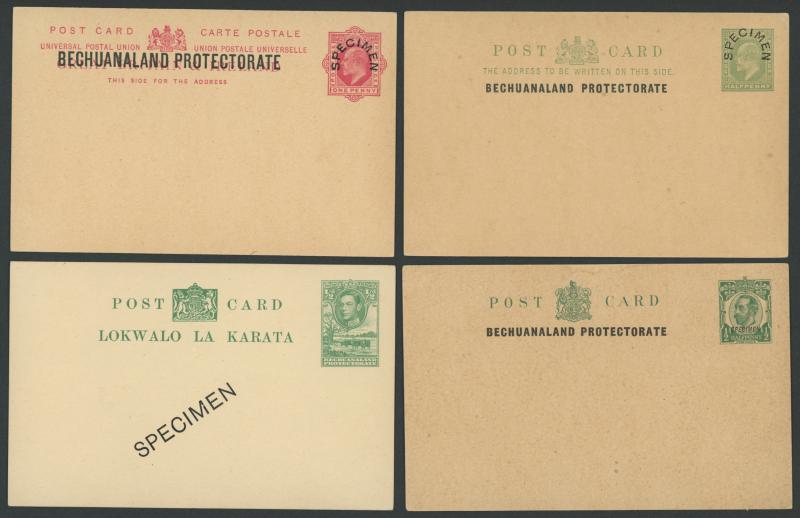 POST CARD CARTE POSTALE
UNIVERSAL POSTAL UNION UNION POSTALE UNIVERSELLE
BECHUANALAND PROTECTORATE
THIS SIDE FOR THE ADDRESS
SPECIMEN
ONE PENNY
POST CARD
THE ADDRESS TO BE WRITTEN ON THIS SIDE.
BECHUANALAND PROTECTORATE
SPECIMEN
HALFPENNY
POST CARD
LOKWALO LA KARATA
SPECIMEN
BECHUANALAND
PROTECTORATE
POST CARD
BECHUANALAND PROTECTORATE
SPECIMEN
HALFPENNY